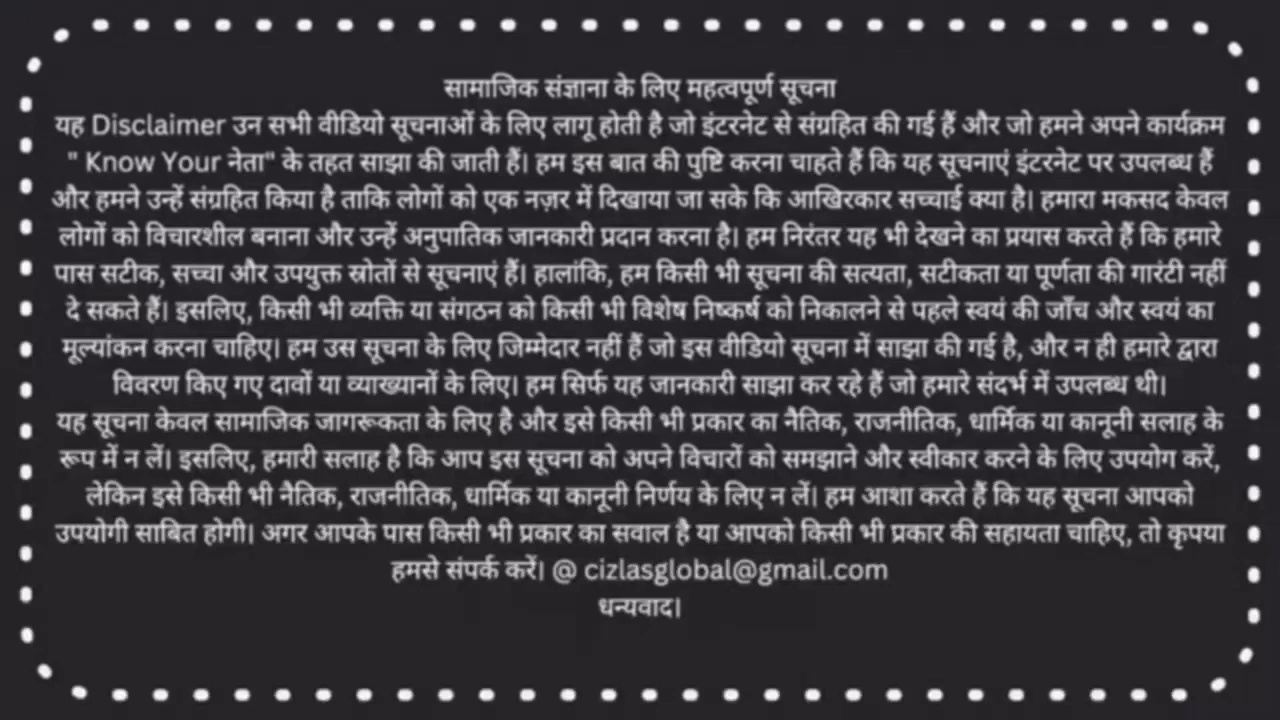 सामाजिक संज्ञाना के लिए महत्वपूर्ण सूचना
यह Disclaimer उन सभी वीडियो सूचनाओं के लिए लागू होती है जो इंटरनेट से संग्रहित की गई हैं और जो हमने अपने कार्यक्रम
" Know Your नेता" के तहत साझा की जाती हैं। हम इस बात की पुष्टि करना चाहते हैं कि यह सूचनाएं इंटरनेट पर उपलब्ध हैं
और हमने उन्हें संग्रहित किया है ताकि लोगों को एक नज़र में दिखाया जा सके कि आखिरकार सच्चाई क्या है। हमारा मकसद केवल
लोगों को विचारशील बनाना और उन्हें अनुपातिक जानकारी प्रदान करना है। हम निरंतर यह भी देखने का प्रयास करते हैं कि हमारे
पास सटीक, सच्चा और उपयुक्त स्रोतों से सूचनाएं हैं। हालांकि, हम किसी भी सूचना की सत्यता, सटीकता या पूर्णता की गारंटी नहीं
दे सकते हैं। इसलिए, किसी भी व्यक्ति या संगठन को किसी भी विशेष निष्कर्ष को निकालने से पहले स्वयं की जाँच और स्वयं का
मूल्यांकन करना चाहिए। हम उस सूचना के लिए जिम्मेदार नहीं हैं जो इस वीडियो सूचना में साझा की गई है, और न ही हमारे द्वारा
विवरण किए गए दावों या व्याख्यानों के लिए। हम सिर्फ यह जानकारी साझा कर रहे हैं जो हमारे संदर्भ में उपलब्ध थी।
यह सूचना केवल सामाजिक जागरूकता के लिए है और इसे किसी भी प्रकार का नैतिक, राजनीतिक, धार्मिक या कानूनी सलाह के
रूप में न लें। इसलिए, हमारी सलाह है कि आप इस सूचना को अपने विचारों को समझाने और स्वीकार करने के लिए उपयोग करें,
लेकिन इसे किसी भी नैतिक, राजनीतिक, धार्मिक या कानूनी निर्णय के लिए न लें। हम आशा करते हैं कि यह सूचना आपको
उपयोगी साबित होगी। अगर आपके पास किसी भी प्रकार का सवाल है या आपको किसी भी प्रकार की सहायता चाहिए, तो कृपया
हमसे संपर्क करें। @ cizlasglobal@gmail.com
धन्यवाद।